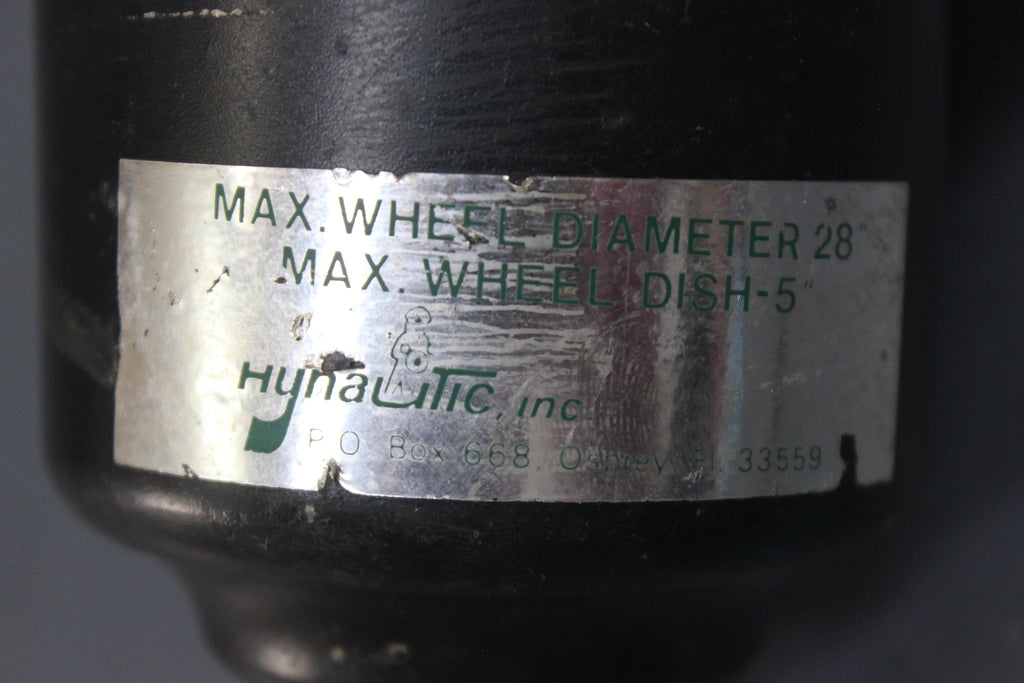 MAX. WHEEL DIAMETER 28"
MAX. WHEEL DISH-5"
Hynautic, inc.
P.O. Box 668 Osprey, Fl. 33559